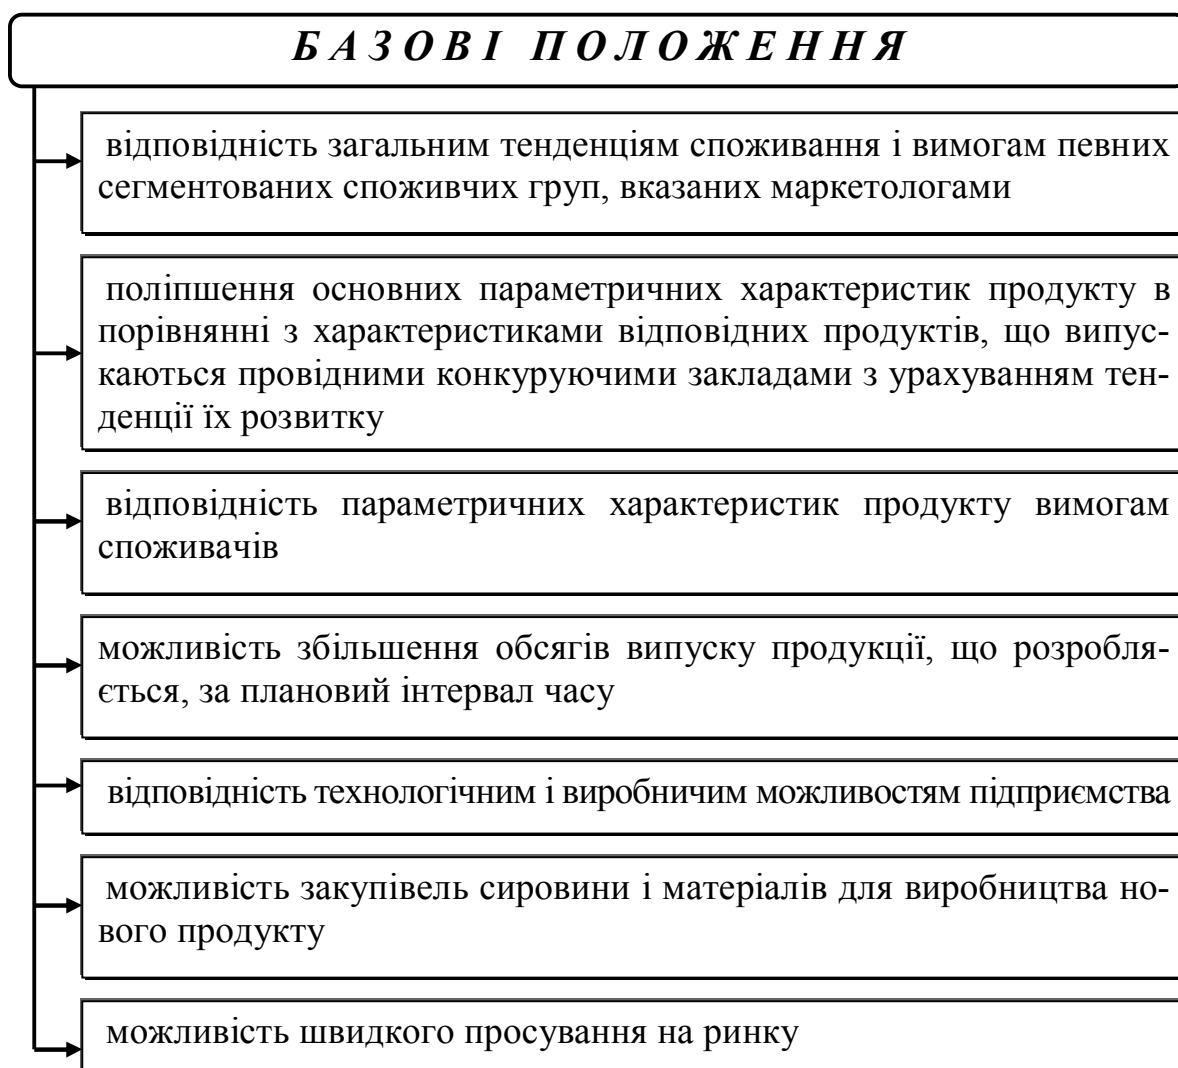 БАЗОВІ ПОЛОЖЕННЯ
відповідність загальним тенденціям споживання і вимогам певних
сегментованих споживчих груп, вказаних маркетологами
поліпшення основних параметричних характеристик продукту в
порівнянні з характеристиками відповідних продуктів, що випус-
каються провідними конкуруючими закладами з урахуванням тен-
денції їх розвитку
відповідність параметричних характеристик продукту вимогам
споживачів
можливість збільшення обсягів випуску продукції, що розробля-
ється, за плановий інтервал часу
відповідність технологічним і виробничим можливостям підприємства
можливість закупівель сировини і матеріалів для виробництва но-
вого продукту
можливість швидкого просування на ринку